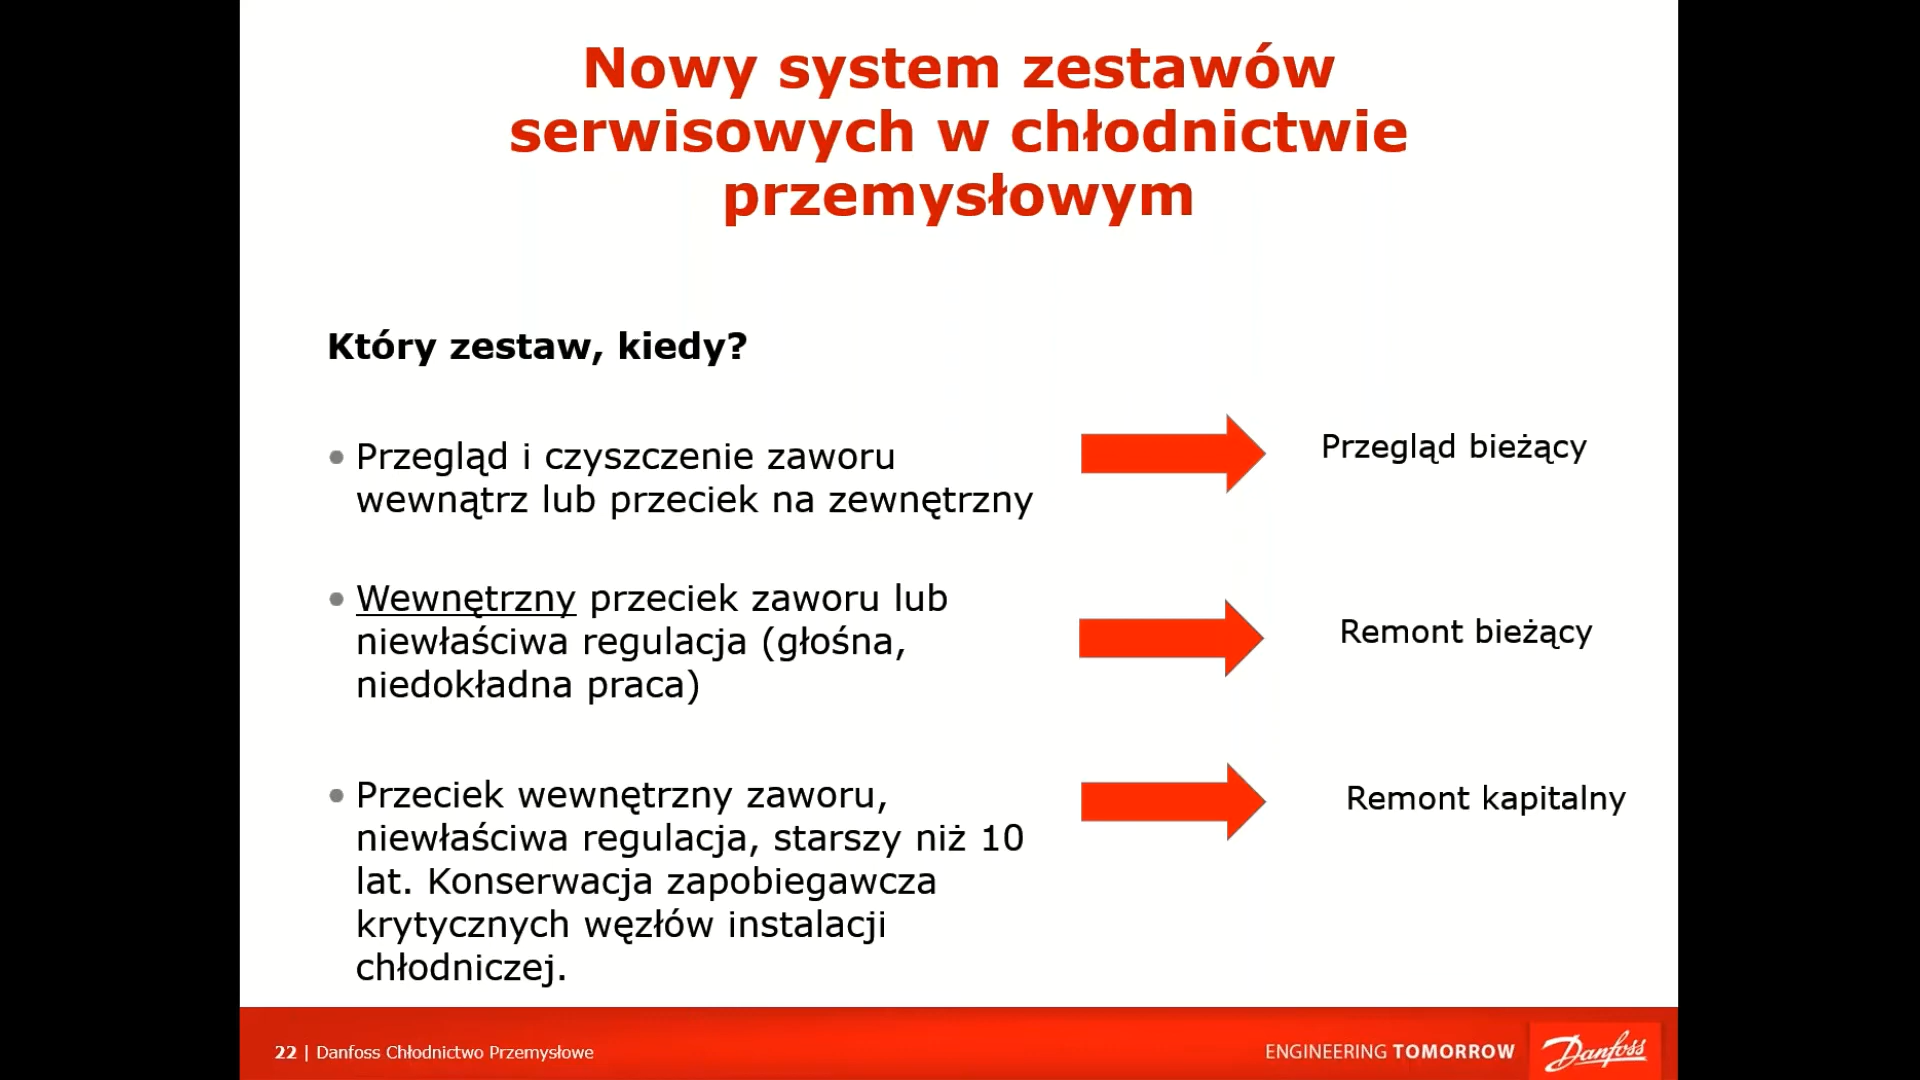 Nowy system zestawów
serwisowych w chłodnictwie
przemysłowym
Który zestaw, kiedy?
Przegląd i czyszczenie zaworu
wewnątrz lub przeciek na zewnętrzny
Przegląd bieżący
Wewnętrzny przeciek zaworu lub
niewłaściwa regulacja (głośna,
niedokładna praca)
Remont bieżący
Przeciek wewnętrzny zaworu,
niewłaściwa regulacja, starszy niż 10
lat. Konserwacja zapobiegawcza
krytycznych węzłów instalacji
chłodniczej.
Remont kapitalny
22 | Danfoss Chłodnictwo Przemysłowe
ENGINEERING TOMORROW
Danfoss